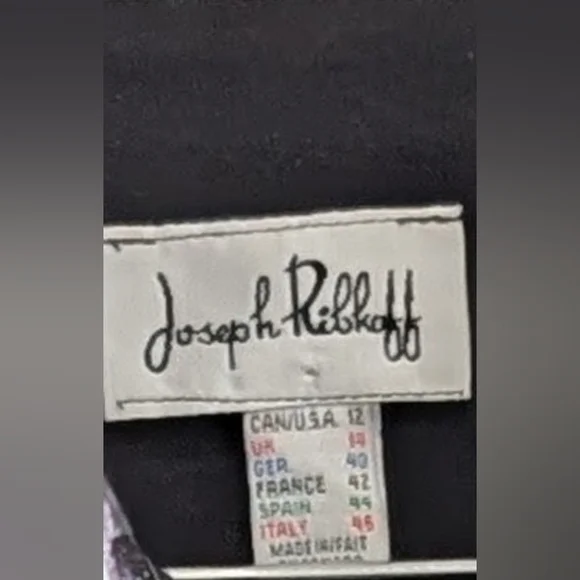 Joseph Ribkoff
CAN/U.S.A. 12
UK 14
GER. 40
FRANCE 42
SPAIN 44
ITALY 46
MADE IN/FAIT